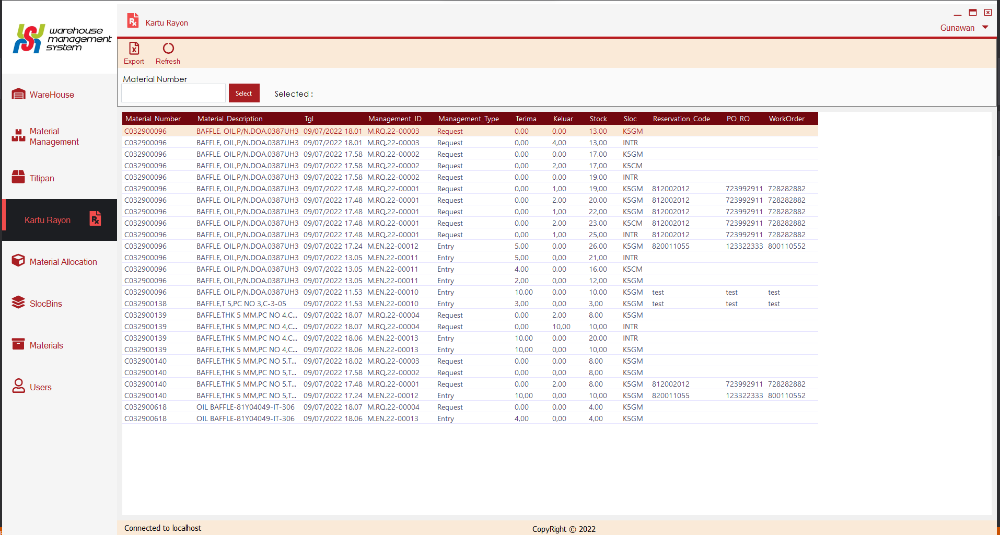 warehouse
management
system
Kartu Rayon
Gunawan
Export
Refresh
Material Number
Select
Selected :
WareHouse
Material
Management
Titipan
Kartu Rayon
Material Allocation
SlocBins
Materials
Users
Material_Number Material_Description Tgl Management_ID Management_Type Terima Keluar Stock Sloc Reservation_Code PO_RO WorkOrder
C032900096 BAFFLE, OIL,P/N.DOA.0387UH3 09/07/2022 18.01 M.RQ.22-00003 Request 0,00 0,00 13,00 K5GM
C032900096 BAFFLE, OIL,P/N.DOA.0387UH3 09/07/2022 18.01 M.RQ.22-00003 Request 0,00 4,00 13,00 INTR
C032900096 BAFFLE, OIL,P/N.DOA.0387UH3 09/07/2022 17.58 M.RQ.22-00002 Request 0,00 0,00 17,00 K5GM
C032900096 BAFFLE, OIL,P/N.DOA.0387UH3 09/07/2022 17.58 M.RQ.22-00002 Request 0,00 2,00 17,00 K5CM
C032900096 BAFFLE, OIL,P/N.DOA.0387UH3 09/07/2022 17.58 M.RQ.22-00002 Request 0,00 0,00 19,00 INTR
C032900096 BAFFLE, OIL,P/N.DOA.0387UH3 09/07/2022 17.48 M.RQ.22-00001 Request 0,00 1,00 19,00 K5GM 812002012 723992911 728282882
C032900096 BAFFLE, OIL,P/N.DOA.0387UH3 09/07/2022 17.48 M.RQ.22-00001 Request 0,00 2,00 20,00 K5GM 812002012 723992911 728282882
C032900096 BAFFLE, OIL,P/N.DOA.0387UH3 09/07/2022 17.48 M.RQ.22-00001 Request 0,00 1,00 22,00 K5GM 812002012 723992911 728282882
C032900096 BAFFLE, OIL,P/N.DOA.0387UH3 09/07/2022 17.48 M.RQ.22-00001 Request 0,00 2,00 23,00 K5CM 812002012 723992911 728282882
C032900096 BAFFLE, OIL,P/N.DOA.0387UH3 09/07/2022 17.48 M.RQ.22-00001 Request 0,00 1,00 25,00 INTR 812002012 723992911 728282882
C032900096 BAFFLE, OIL,P/N.DOA.0387UH3 09/07/2022 17.24 M.EN.22-00012 Entry 5,00 0,00 26,00 K5GM 820011055 123322333 800110552
C032900096 BAFFLE, OIL,P/N.DOA.0387UH3 09/07/2022 13.05 M.EN.22-00011 Entry 5,00 0,00 21,00 INTR
C032900096 BAFFLE, OIL,P/N.DOA.0387UH3 09/07/2022 13.05 M.EN.22-00011 Entry 4,00 0,00 16,00 K5CM
C032900096 BAFFLE, OIL,P/N.DOA.0387UH3 09/07/2022 13.05 M.EN.22-00011 Entry 2,00 0,00 12,00 K5GM
C032900096 BAFFLE, OIL,P/N.DOA.0387UH3 09/07/2022 11.53 M.EN.22-00010 Entry 10,00 0,00 10,00 K5GM test test test
C032900138 BAFFLE,T 5,PC NO 3,C-3-05 09/07/2022 11.53 M.EN.22-00010 Entry 3,00 0,00 3,00 K5GM test test test
C032900139 BAFFLE,THK 5 MM,PC NO 4,C... 09/07/2022 18.07 M.RQ.22-00004 Request 0,00 2,00 8,00 K5GM
C032900139 BAFFLE,THK 5 MM,PC NO 4,C... 09/07/2022 18.07 M.RQ.22-00004 Request 0,00 10,00 10,00 INTR
C032900139 BAFFLE,THK 5 MM,PC NO 4,C... 09/07/2022 18.06 M.EN.22-00013 Entry 10,00 0,00 20,00 INTR
C032900139 BAFFLE,THK 5 MM,PC NO 4,C... 09/07/2022 18.06 M.EN.22-00013 Entry 10,00 0,00 10,00 K5GM
C032900140 BAFFLE,THK 5 MM,PC NO 5,T... 09/07/2022 18.02 M.RQ.22-00003 Request 0,00 0,00 8,00 K5GM
C032900140 BAFFLE,THK 5 MM,PC NO 5,T... 09/07/2022 17.58 M.RQ.22-00002 Request 0,00 0,00 8,00 K5GM
C032900140 BAFFLE,THK 5 MM,PC NO 5,T... 09/07/2022 17.48 M.RQ.22-00001 Request 0,00 2,00 8,00 K5GM 812002012 723992911 728282882
C032900140 BAFFLE,THK 5 MM,PC NO 5,T... 09/07/2022 17.24 M.EN.22-00012 Entry 10,00 0,00 10,00 K5GM 820011055 123322333 800110552
C032900618 OIL BAFFLE-81Y04049-IT-306 09/07/2022 18.07 M.RQ.22-00004 Request 0,00 0,00 4,00 K5GM
C032900618 OIL BAFFLE-81Y04049-IT-306 09/07/2022 18.06 M.EN.22-00013 Entry 4,00 0,00 4,00 K5GM
Connected to localhost
CopyRight © 2022